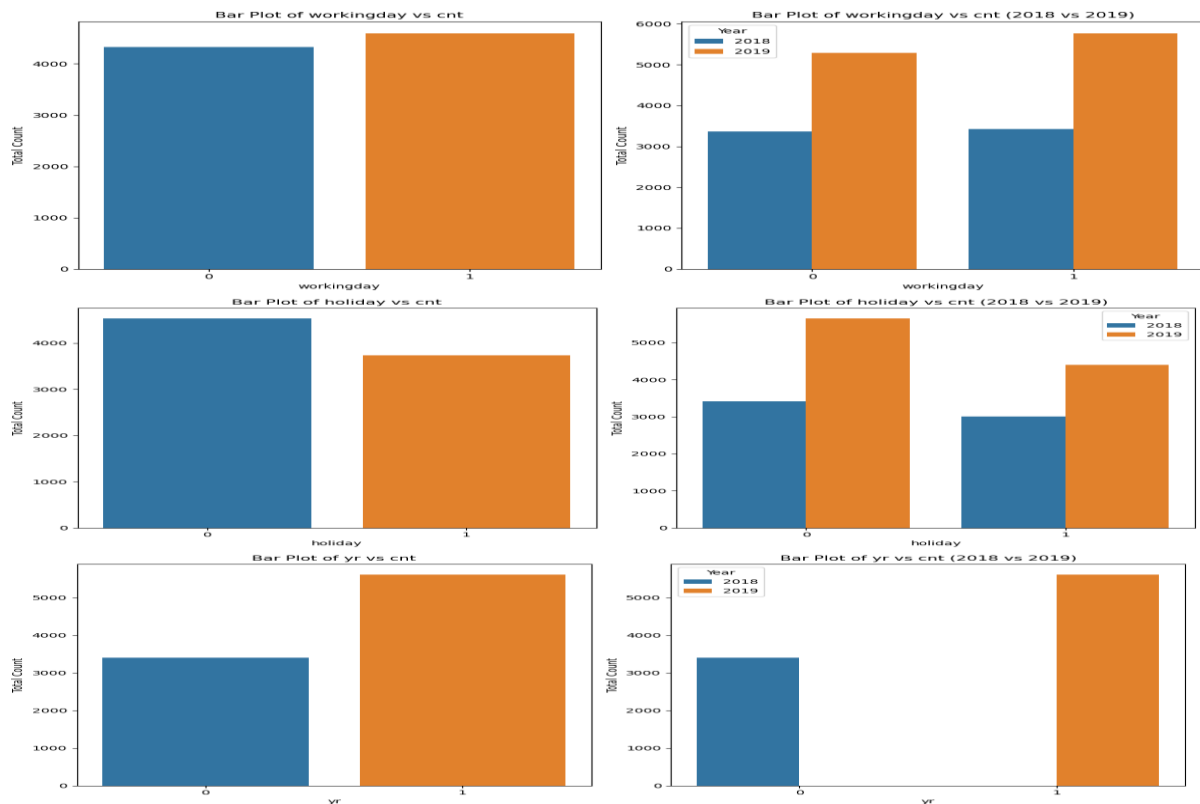 Bar Plot of workingday vs cnt
4000
3000
2000
1000
0
Total Count
0 1
workingday
Bar Plot of workingday vs cnt (2018 vs 2019)
Year
2018
2019
6000
5000
4000
3000
2000
1000
0
Total Count
0 1
workingday
Bar Plot of holiday vs cnt
4000
3000
2000
1000
0
Total Count
0 1
holiday
Bar Plot of holiday vs cnt (2018 vs 2019)
Year
2018
2019
5000
4000
3000
2000
1000
0
Total Count
0 1
holiday
Bar Plot of yr vs cnt
5000
4000
3000
2000
1000
0
Total Count
0 1
yr
Bar Plot of yr vs cnt (2018 vs 2019)
Year
2018
2019
5000
4000
3000
2000
1000
0
Total Count
0 1
yr